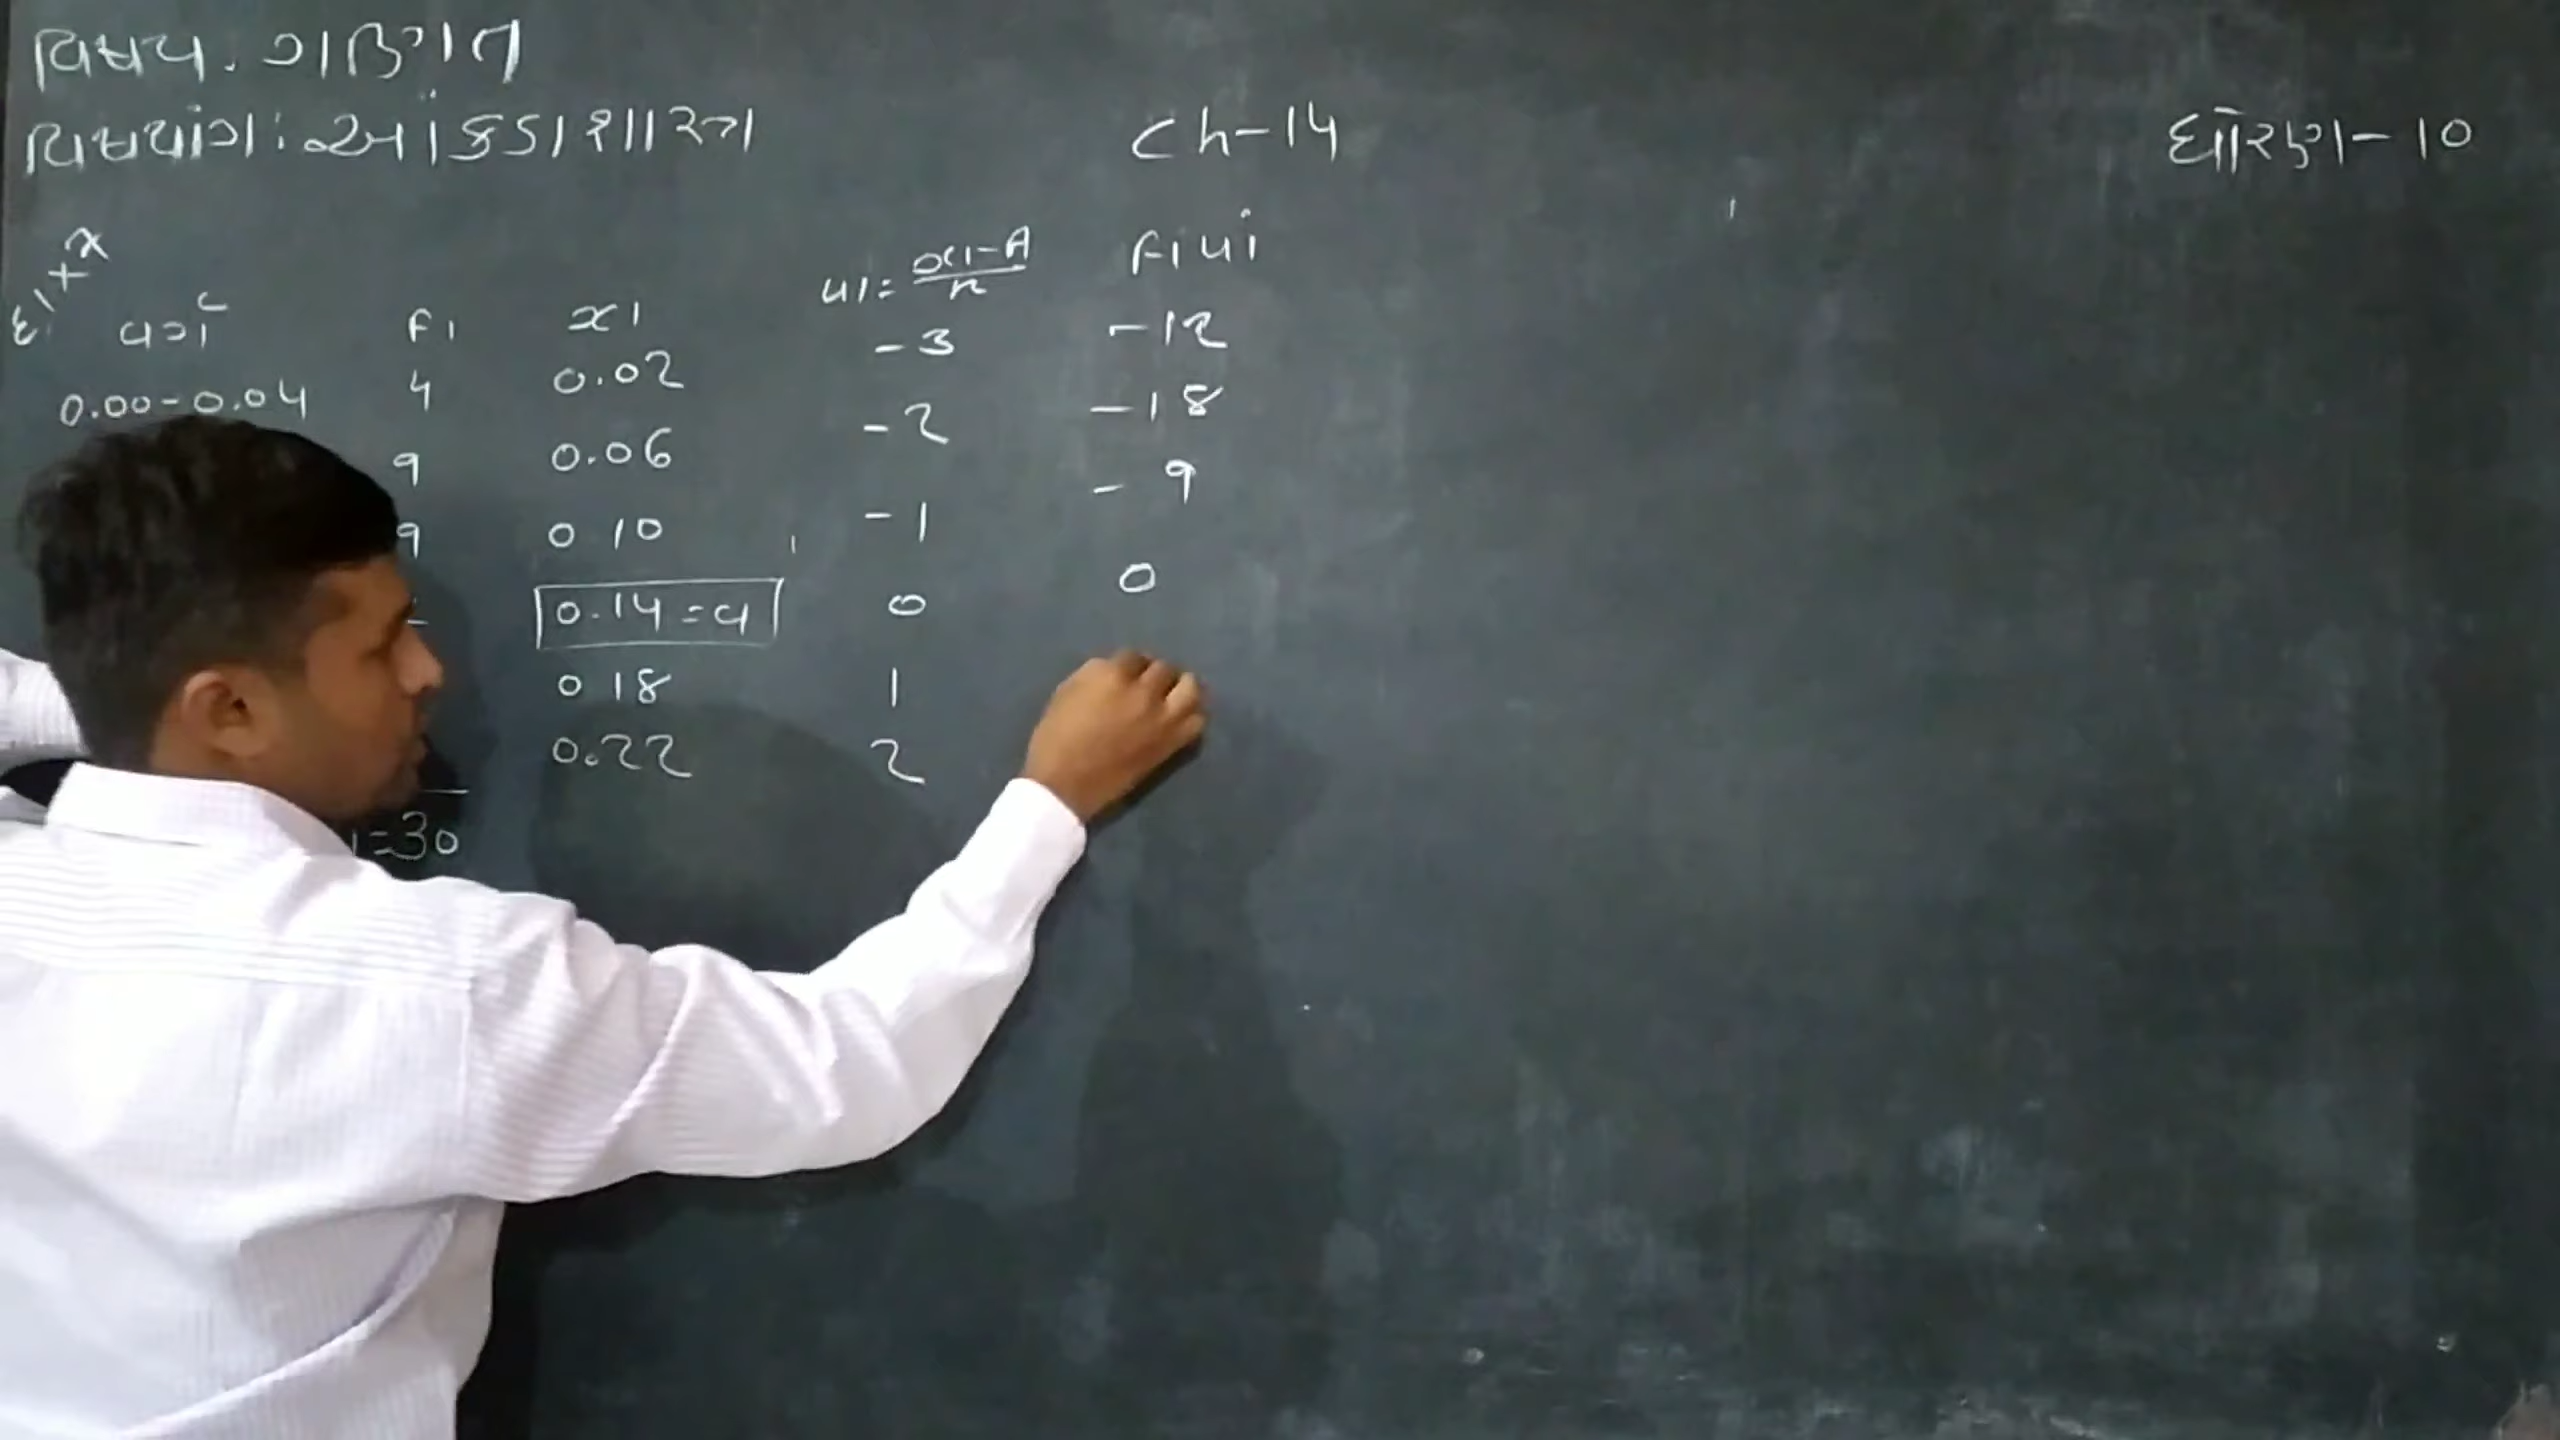 વિષય. ગણિત
વિષયાંગ: આંકડાશાસ્ત્ર
Ch-14
ધોરણ-10
x
વર્ગ fi xi ui = xi-A/h fiui
0.00-0.04 4 0.02 -3 -12
9 0.06 -2 -18
9 0.10 -1 -9
0.14 = a 0 0
0.18 1
0.22 2
=30